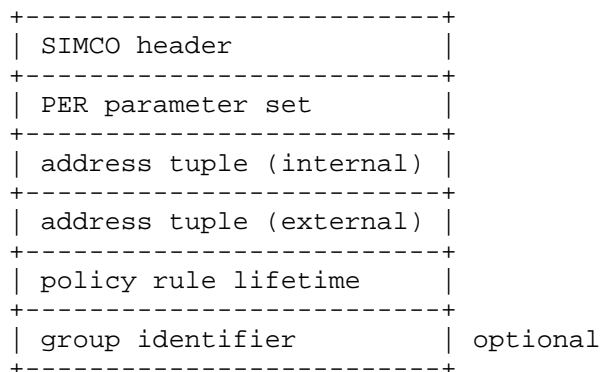 +--------------------------+
| SIMCO header             |
+--------------------------+
| PER parameter set        |
+--------------------------+
| address tuple (internal) |
+--------------------------+
| address tuple (external) |
+--------------------------+
| policy rule lifetime     |
+--------------------------+
| group identifier         | optional
+--------------------------+